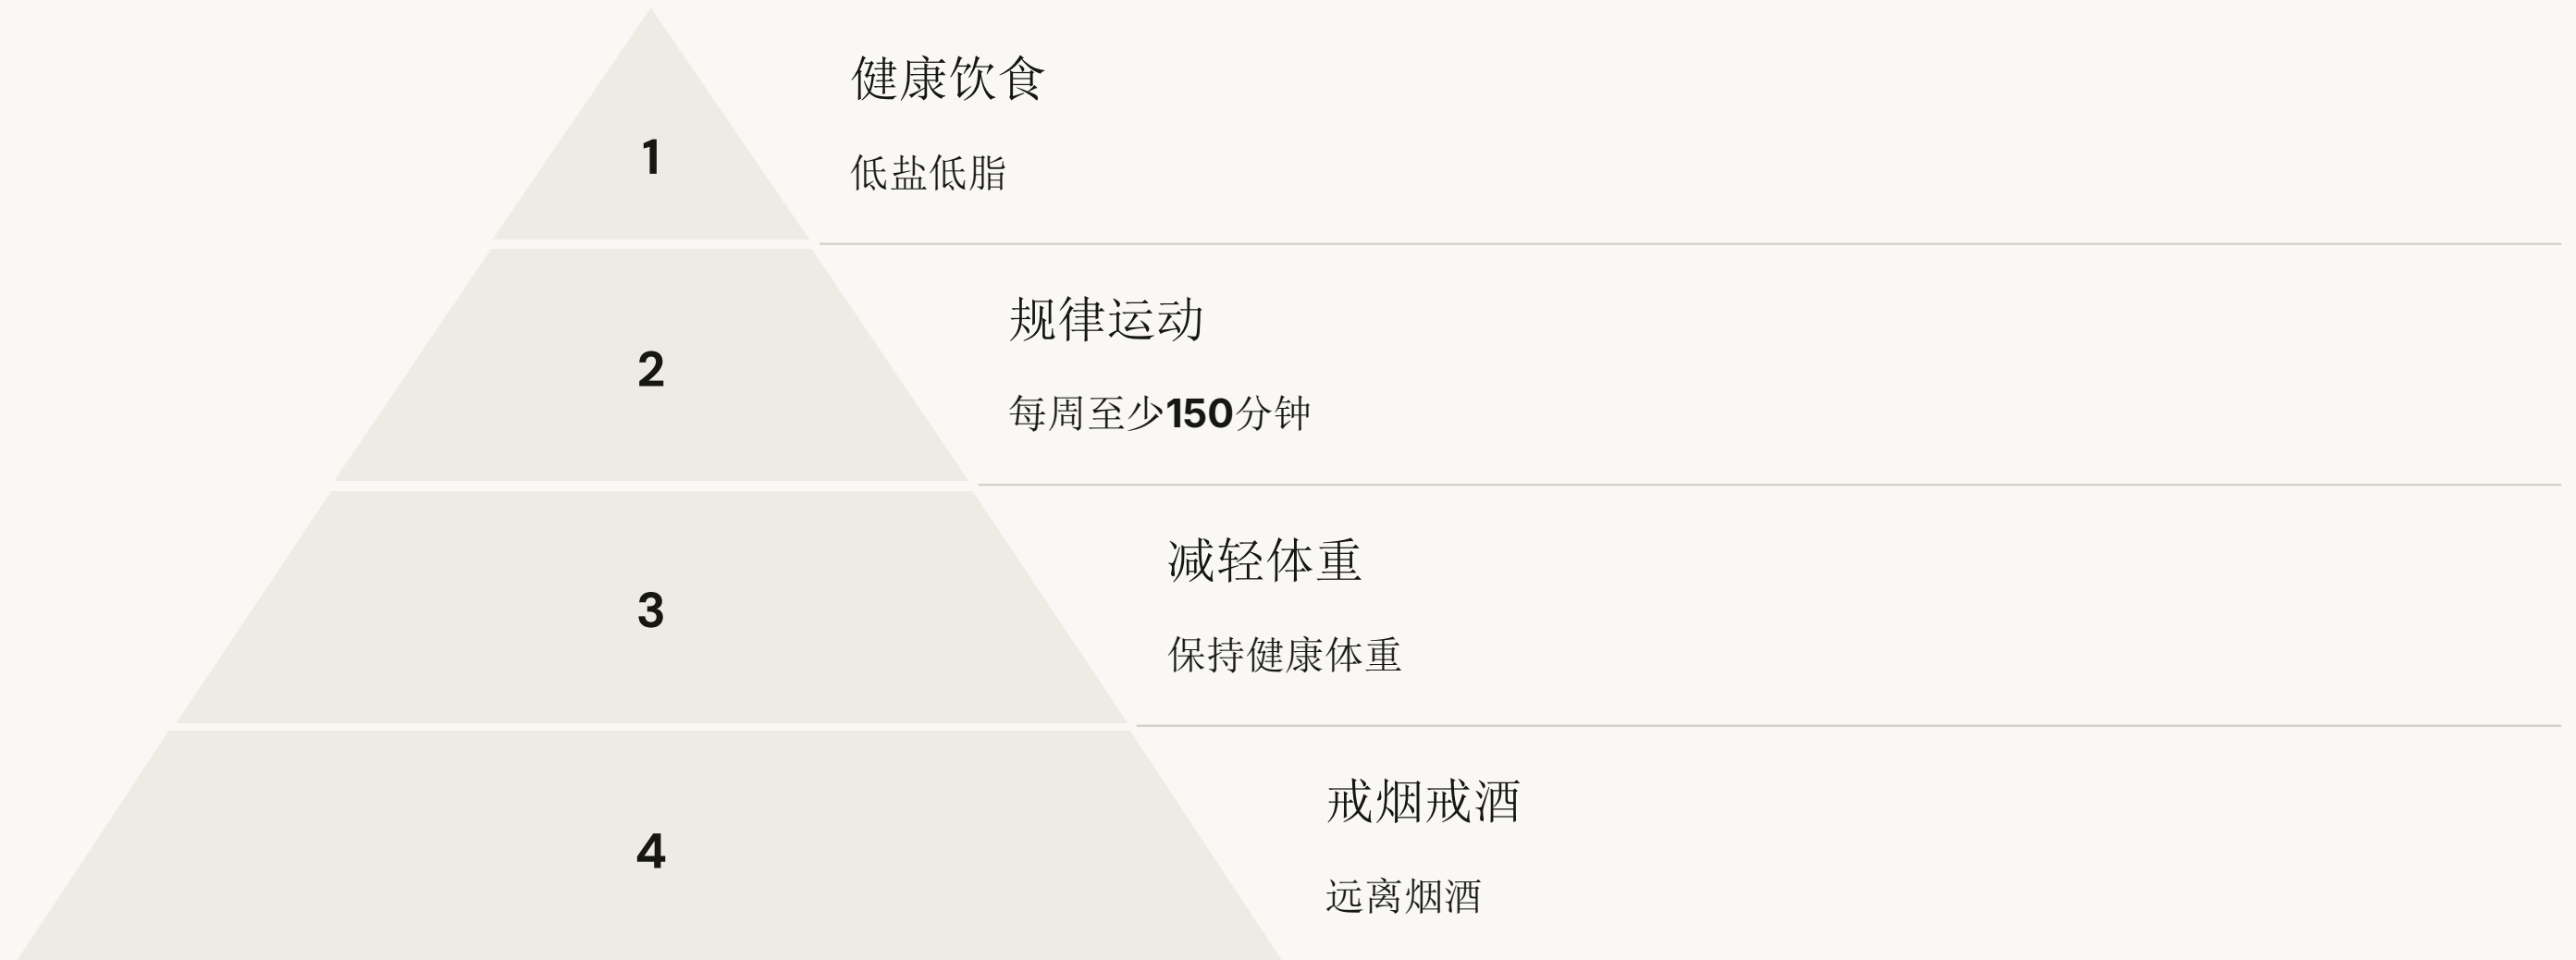 1
健康饮食
低盐低脂
2
规律运动
每周至少150分钟
3
减轻体重
保持健康体重
4
戒烟戒酒
远离烟酒